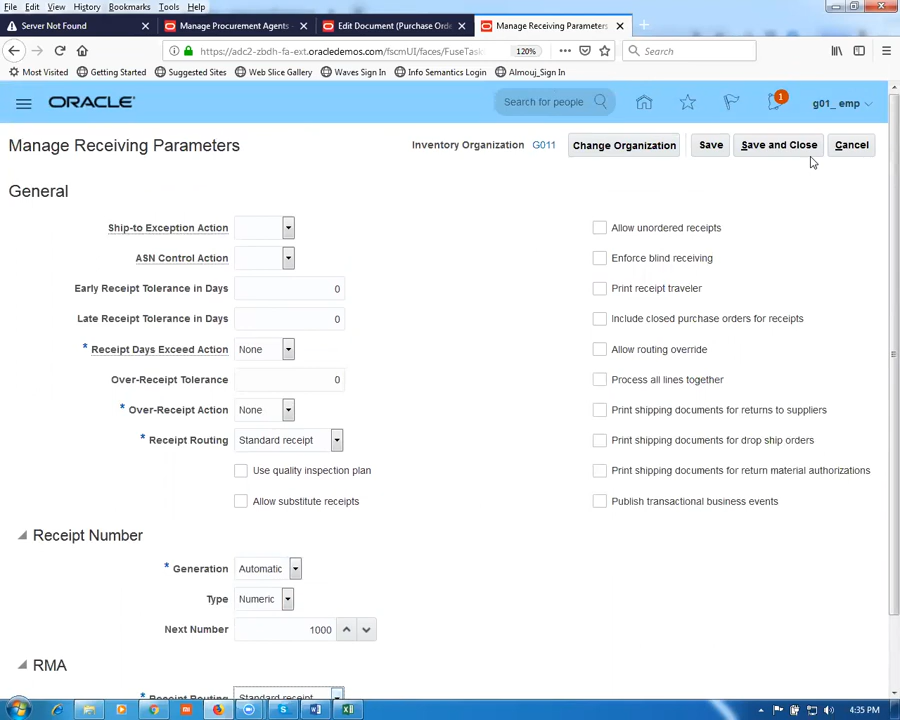 File Edit View History Bookmarks Tools Help
Server Not Found
Manage Procurement Agents -
Edit Document (Purchase Orde
Manage Receiving Parameters
https://adc2-zbdh-fa-ext.oracledemos.com/fscmUI/faces/FuseTask
120%
Search
Most Visited Getting Started Suggested Sites Web Slice Gallery Waves Sign In Info Semantics Login Almouj_Sign In
ORACLE
Search for people
1
g01_ emp
Manage Receiving Parameters
Inventory Organization G011 Change Organization Save Save and Close Cancel
General
Ship-to Exception Action
Allow unordered receipts
ASN Control Action
Enforce blind receiving
Early Receipt Tolerance in Days 0
Print receipt traveler
Late Receipt Tolerance in Days 0
Include closed purchase orders for receipts
* Receipt Days Exceed Action None
Allow routing override
Over-Receipt Tolerance 0
Process all lines together
* Over-Receipt Action None
Print shipping documents for returns to suppliers
* Receipt Routing Standard receipt
Print shipping documents for drop ship orders
Use quality inspection plan
Print shipping documents for return material authorizations
Allow substitute receipts
Publish transactional business events
Receipt Number
* Generation Automatic
Type Numeric
Next Number 1000
RMA
* Receipt Routing Standard receipt
4:35 PM